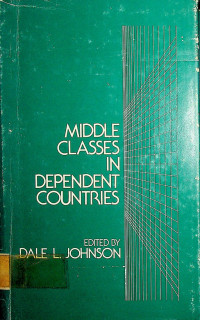 MIDDLE
CLASSES
IN
DEPENDENT
COUNTRIES
EDITED BY
DALE L. JOHNSON